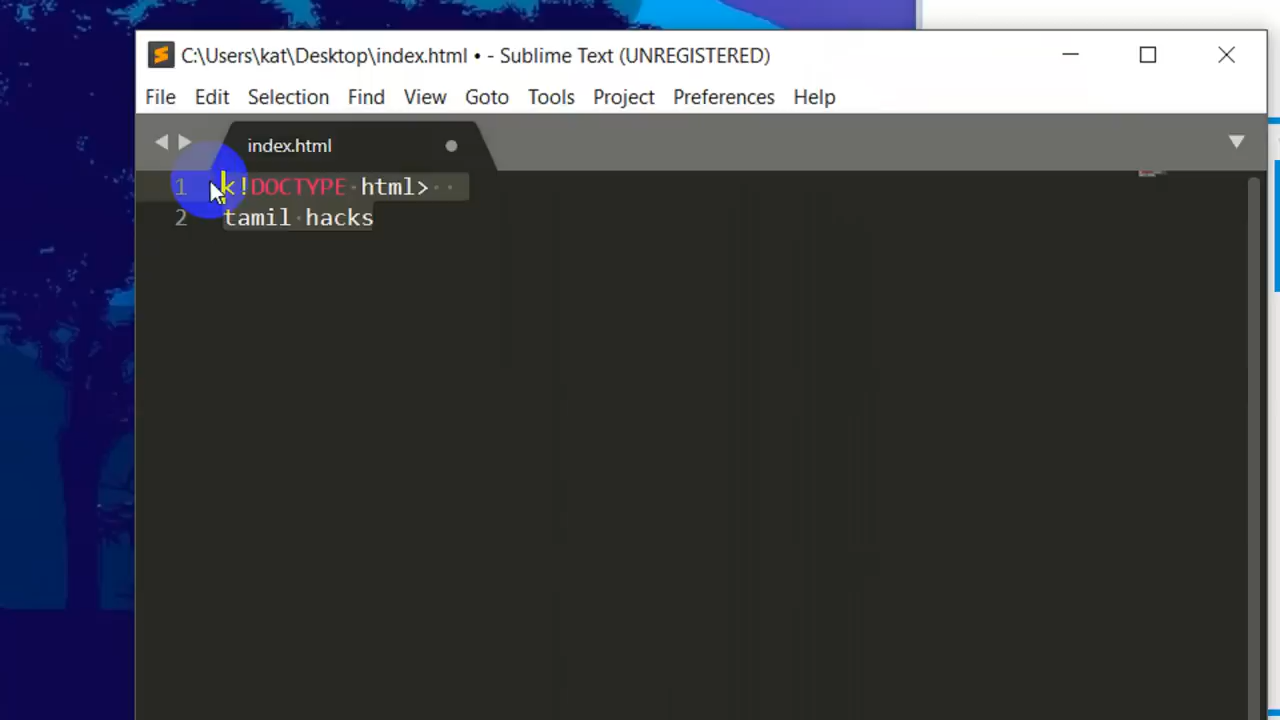 C:\Users\kat\Desktop\index.html • - Sublime Text (UNREGISTERED)
File Edit Selection Find View Goto Tools Project Preferences Help
index.html
1 <!DOCTYPE html>
2 tamil hacks